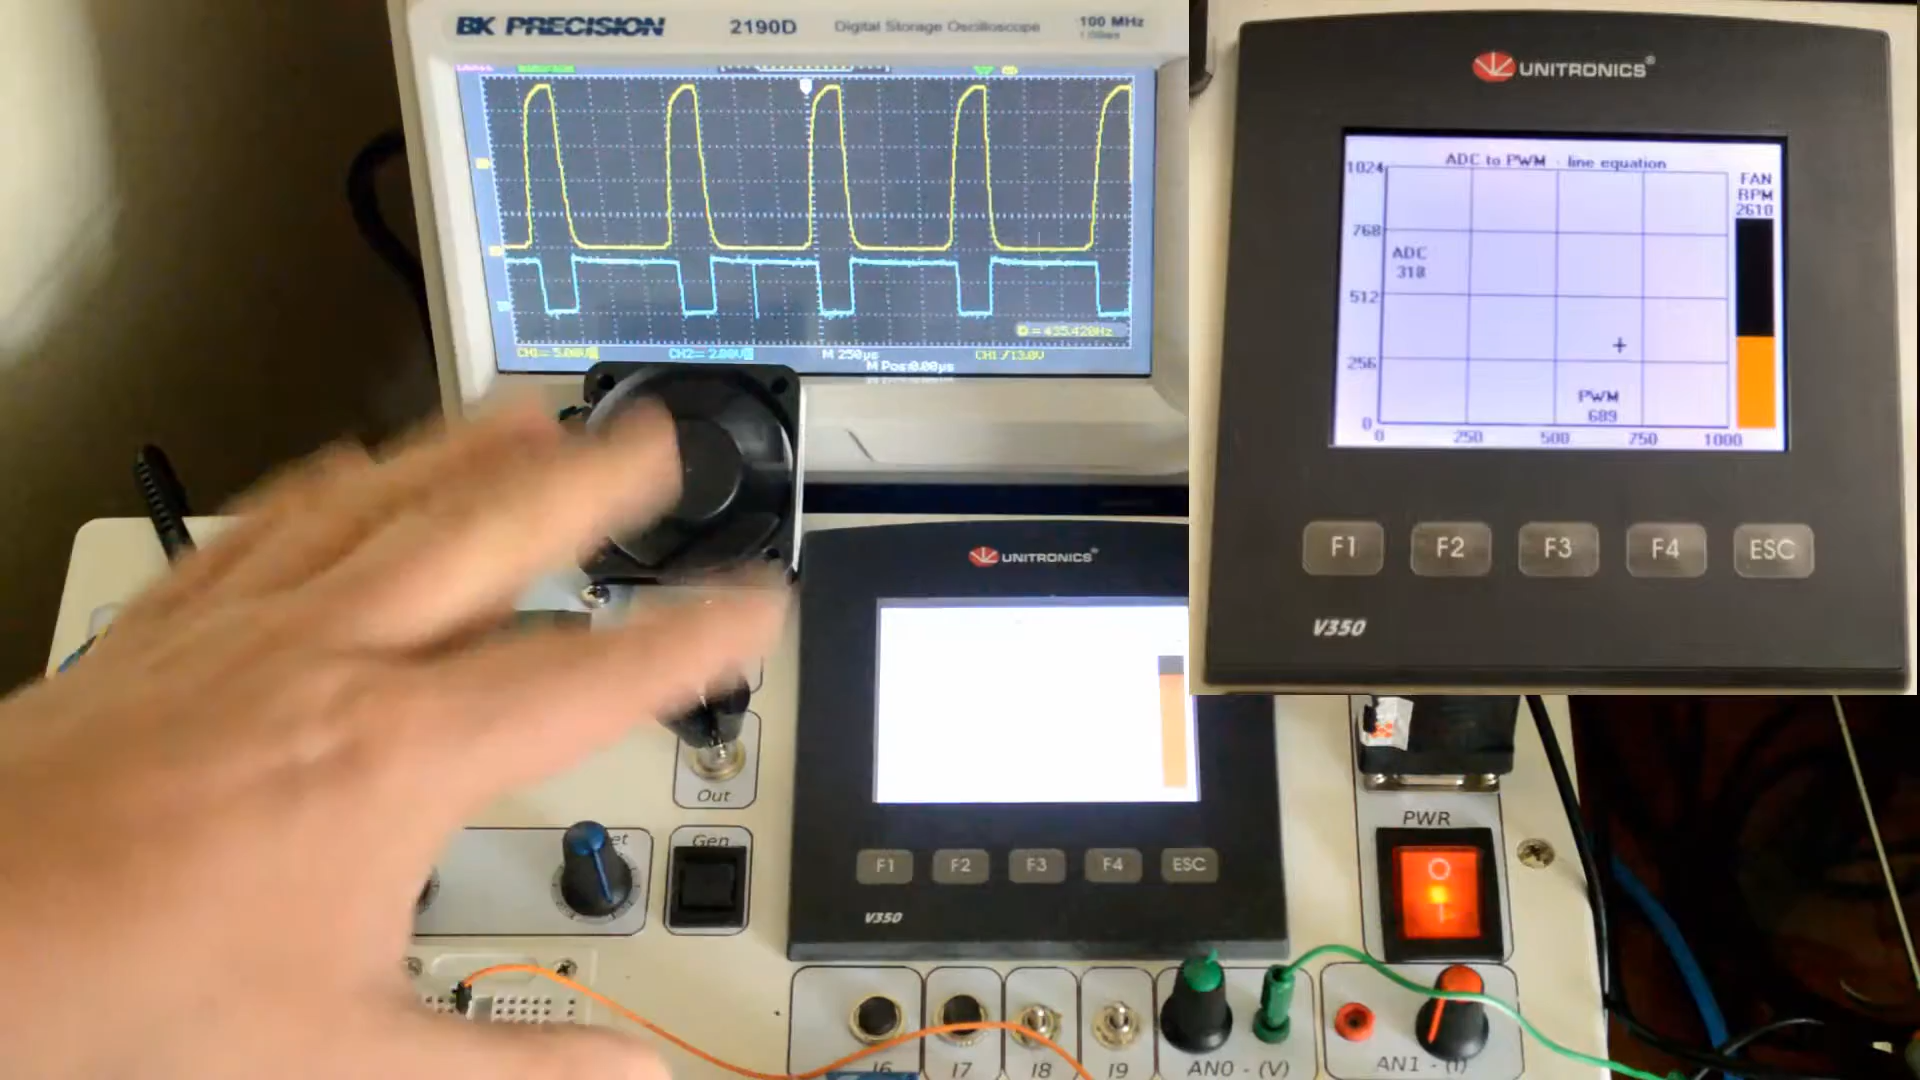 BK PRECISION 2190D Digital Storage Oscilloscope 100 MHz
D = 435.420Hz
CH1= 5.00V CH2= 2.00V M 250µs CH1 / 13.0V
M Pos:0.00µs
UNITRONICS®
ADC to PWM - line equation
1024
768
512
256
0
FAN
RPM
2610
ADC
318
PWM
689
0 250 500 750 1000
F1 F2 F3 F4 ESC
V350
UNITRONICS®
F1 F2 F3 F4 ESC
V350
Out
Gen
PWR
I6 I7 I8 I9 AN0 - (V) AN1 - (I)